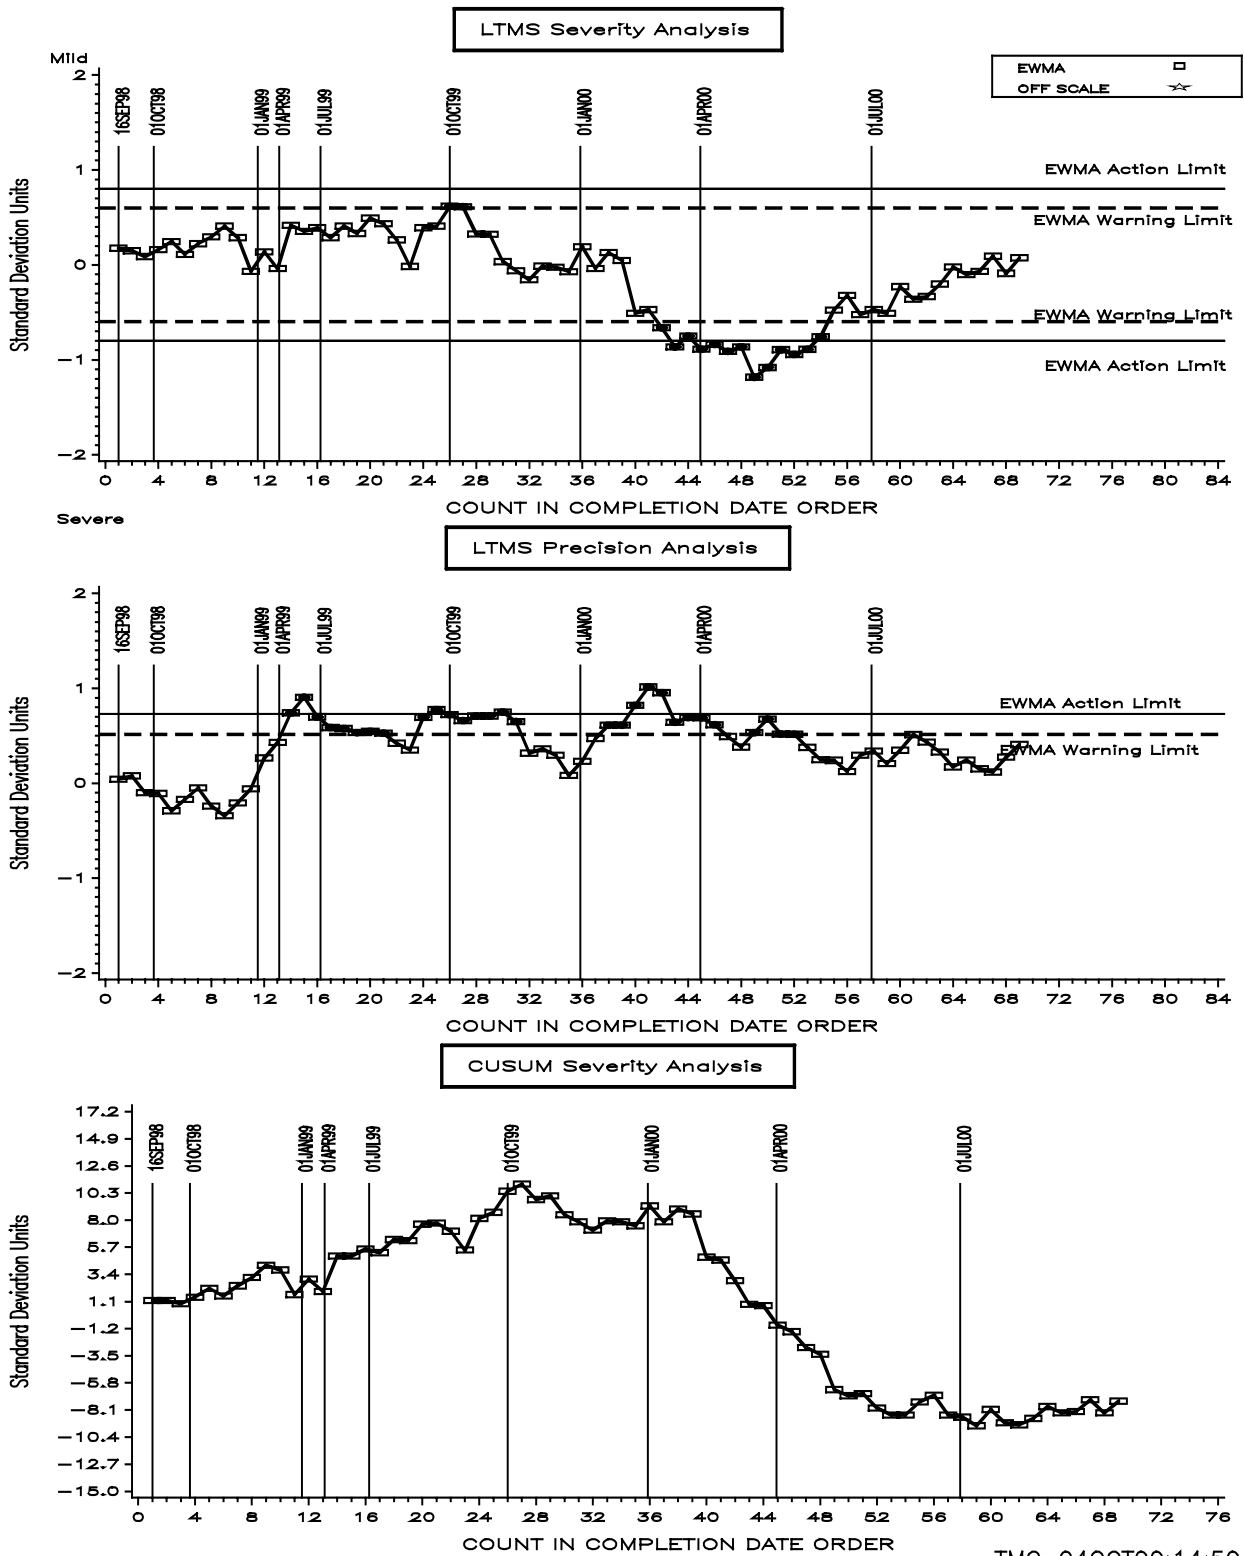 LTMS Severity Analysis
Mild
EWMA
OFF SCALE
2
1
0
-1
-2
Standard Deviation Units
16SEP98
01OCT98
01JAN99
01APR99
01JUL99
01OCT99
01JAN00
01APR00
01JUL00
EWMA Action Limit
EWMA Warning Limit
EWMA Warning Limit
EWMA Action Limit
0 4 8 12 16 20 24 28 32 36 40 44 48 52 56 60 64 68 72 76 80 84
COUNT IN COMPLETION DATE ORDER
Severe
LTMS Precision Analysis
2
1
0
-1
-2
Standard Deviation Units
16SEP98
01OCT98
01JAN99
01APR99
01JUL99
01OCT99
01JAN00
01APR00
01JUL00
EWMA Action Limit
EWMA Warning Limit
0 4 8 12 16 20 24 28 32 36 40 44 48 52 56 60 64 68 72 76 80 84
COUNT IN COMPLETION DATE ORDER
CUSUM Severity Analysis
17.2
14.9
12.6
10.3
8.0
5.7
3.4
1.1
-1.2
-3.5
-5.8
-8.1
-10.4
-12.7
-15.0
Standard Deviation Units
16SEP98
01OCT98
01JAN99
01APR99
01JUL99
01OCT99
01JAN00
01APR00
01JUL00
0 4 8 12 16 20 24 28 32 36 40 44 48 52 56 60 64 68 72 76
COUNT IN COMPLETION DATE ORDER